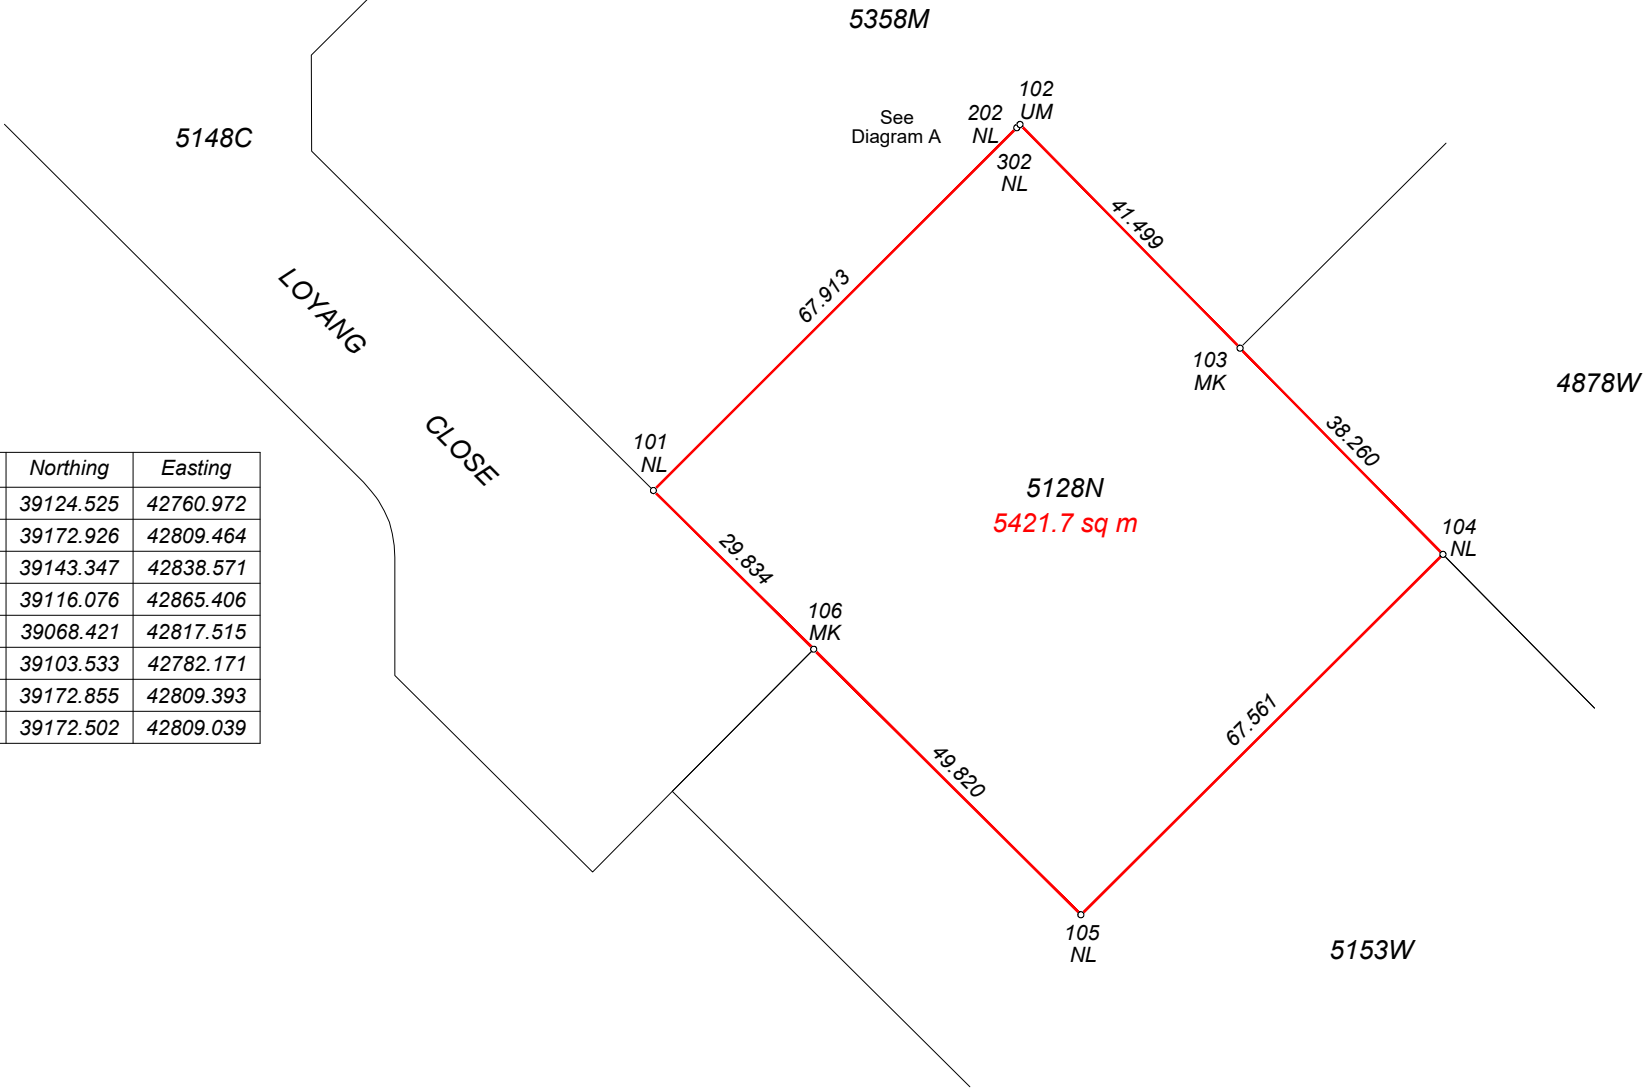 5358M
102
UM
See
Diagram A
202
NL
5148C
302
NL
41.499
LOYANG
67.913
103
MK
4878W
CLOSE
101
NL
38.260
Northing Easting
39124.525 42760.972
39172.926 42809.464
39143.347 42838.571
39116.076 42865.406
39068.421 42817.515
39103.533 42782.171
39172.855 42809.393
39172.502 42809.039
5128N
5421.7 sq m
104
NL
29.834
106
MK
67.561
49.820
105
NL
5153W